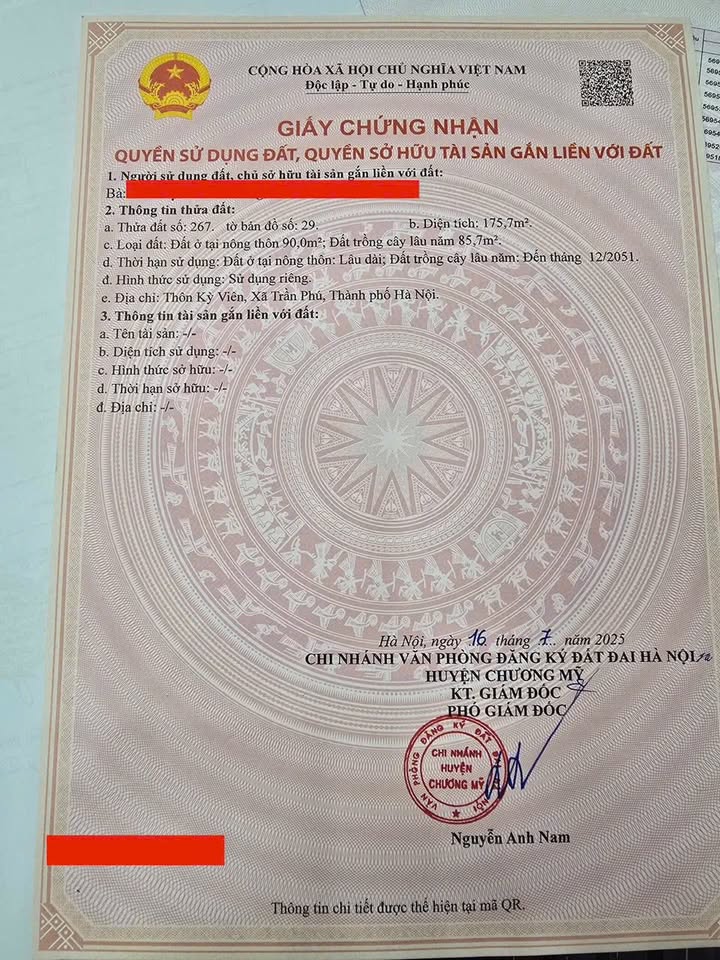 CỘNG HÒA XÃ HỘI CHỦ NGHĨA VIỆT NAM
Độc lập - Tự do - Hạnh phúc
GIẤY CHỨNG NHẬN
QUYỀN SỬ DỤNG ĐẤT, QUYỀN SỞ HỮU TÀI SẢN GẮN LIỀN VỚI ĐẤT
1. Người sử dụng đất, chủ sở hữu tài sản gắn liền với đất:
Bà:
2. Thông tin thửa đất:
a. Thửa đất số: 267. tờ bản đồ số: 29. b. Diện tích: 175,7m².
c. Loại đất: Đất ở tại nông thôn 90,0m²; Đất trồng cây lâu năm 85,7m².
d. Thời hạn sử dụng: Đất ở tại nông thôn: Lâu dài; Đất trồng cây lâu năm: Đến tháng 12/2051.
đ. Hình thức sử dụng: Sử dụng riêng.
e. Địa chỉ: Thôn Kỳ Viên, Xã Trần Phú, Thành phố Hà Nội.
3. Thông tin tài sản gắn liền với đất:
a. Tên tài sản: -/-
b. Diện tích sử dụng: -/-
c. Hình thức sở hữu: -/-
d. Thời hạn sở hữu: -/-
đ. Địa chỉ: -/-
Hà Nội, ngày 16 tháng 7... năm 2025
CHI NHÁNH VĂN PHÒNG ĐĂNG KÝ ĐẤT ĐAI HÀ NỘI
HUYỆN CHƯƠNG MỸ
KT. GIÁM ĐỐC
PHÓ GIÁM ĐỐC
VĂN PHÒNG ĐĂNG KÝ ĐẤT
NỘI
CHI NHÁNH
HUYỆN
CHƯƠNG MỸ
Nguyễn Anh Nam
Thông tin chi tiết được thể hiện tại mã QR.